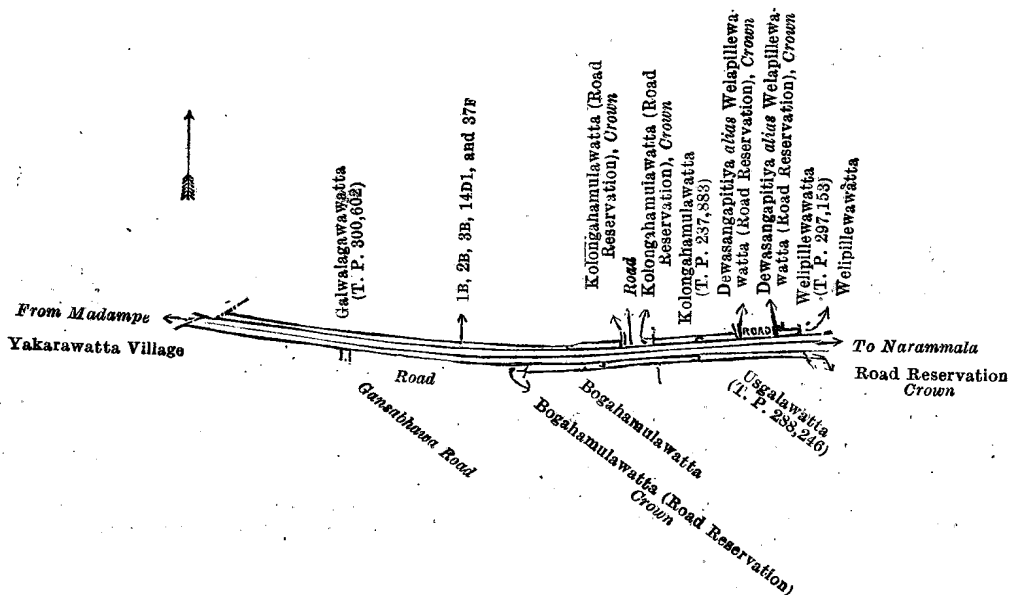 Galwalagawawatta
(T. P. 300,602)
1B, 2B, 3B, 14D1, and 37F
Kolongahamulawatta (Road
Reservation), Crown
Road
Kolongahamulawatta (Road
Reservation), Crown
Kolongahamulawatta
(T. P. 237,883)
Dewasangapitiya alias Welapillewa-
watta (Road Reservation), Crown
Dewasangapitiya alias Welapillewa-
watta (Road Reservation), Crown
Welipillewawatta
(T. P. 297,153)
Welipillewawatta
From Madampe
Yakarawatta Village
ROAD
To Narammala
Road Reservation
Crown
Road
Gansabhawa Road
Bogahamulawatta (Road Reservation)
Crown
Bogahamulawatta
Usgalawatta
(T. P. 288,246)